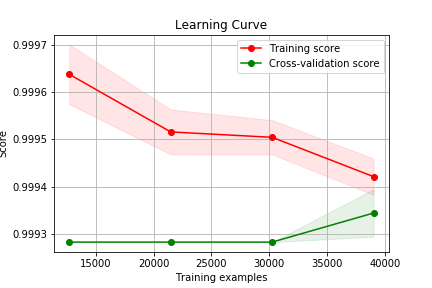 Learning Curve
Training score
Cross-validation score
0.9997
0.9996
0.9995
0.9994
0.9993
Score
15000 20000 25000 30000 35000 40000
Training examples